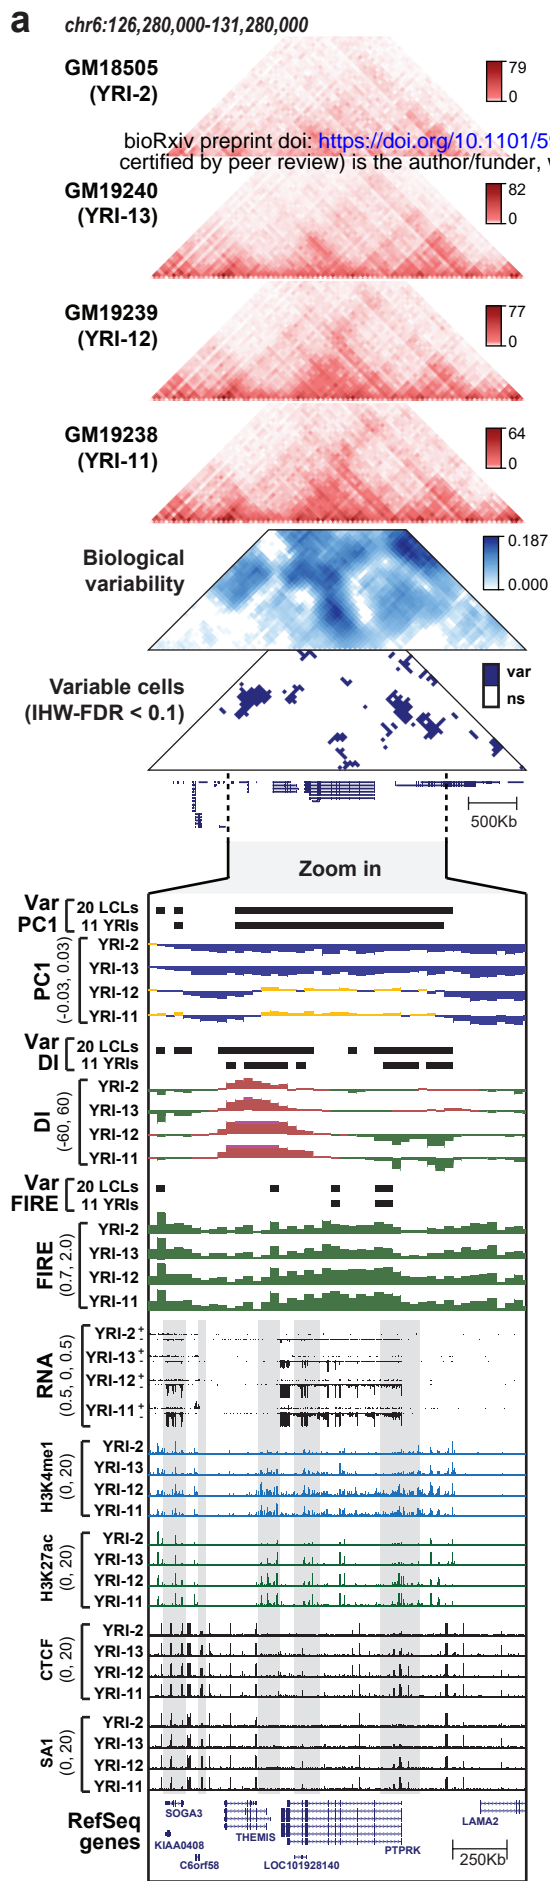 a chr6:126,280,000-131,280,000
GM18505
(YRI-2)
79
0
bioRxiv preprint doi: https://doi.org/10.1101/59
certified by peer review) is the author/funder, w
GM19240
(YRI-13)
82
0
GM19239
(YRI-12)
77
0
GM19238
(YRI-11)
64
0
Biological
variability
0.187
0.000
Variable cells
(IHW-FDR < 0.1)
var
ns
500Kb
Zoom in
Var
PC1
20 LCLs
11 YRIs
PC1
(-0.03, 0.03)
YRI-2
YRI-13
YRI-12
YRI-11
Var
DI
20 LCLs
11 YRIs
DI
(-60, 60)
YRI-2
YRI-13
YRI-12
YRI-11
Var
FIRE
20 LCLs
11 YRIs
FIRE
(0.7, 2.0)
YRI-2
YRI-13
YRI-12
YRI-11
RNA
(0.5, 0, 0.5)
YRI-2 + -
YRI-13 + -
YRI-12 + -
YRI-11 + -
H3K4me1
(0, 20)
YRI-2
YRI-13
YRI-12
YRI-11
H3K27ac
(0, 20)
YRI-2
YRI-13
YRI-12
YRI-11
CTCF
(0, 20)
YRI-2
YRI-13
YRI-12
YRI-11
SA1
(0, 20)
YRI-2
YRI-13
YRI-12
YRI-11
RefSeq
genes
SOGA3
KIAA0408
C6orf58
THEMIS
LOC101928140
PTPRK
LAMA2
250Kb